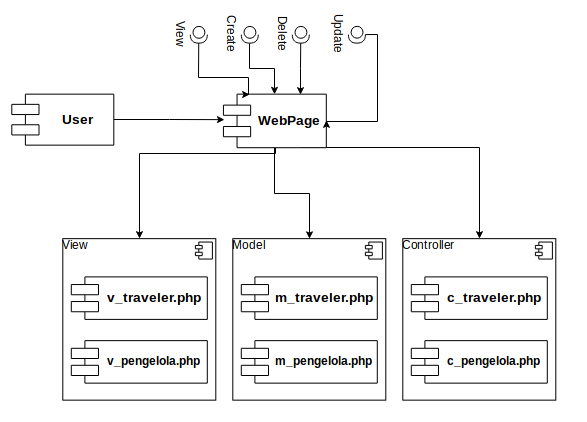 View
Create
Delete
Update
User
WebPage
View
Model
Controller
v_traveler.php
m_traveler.php
c_traveler.php
v_pengelola.php
m_pengelola.php
c_pengelola.php